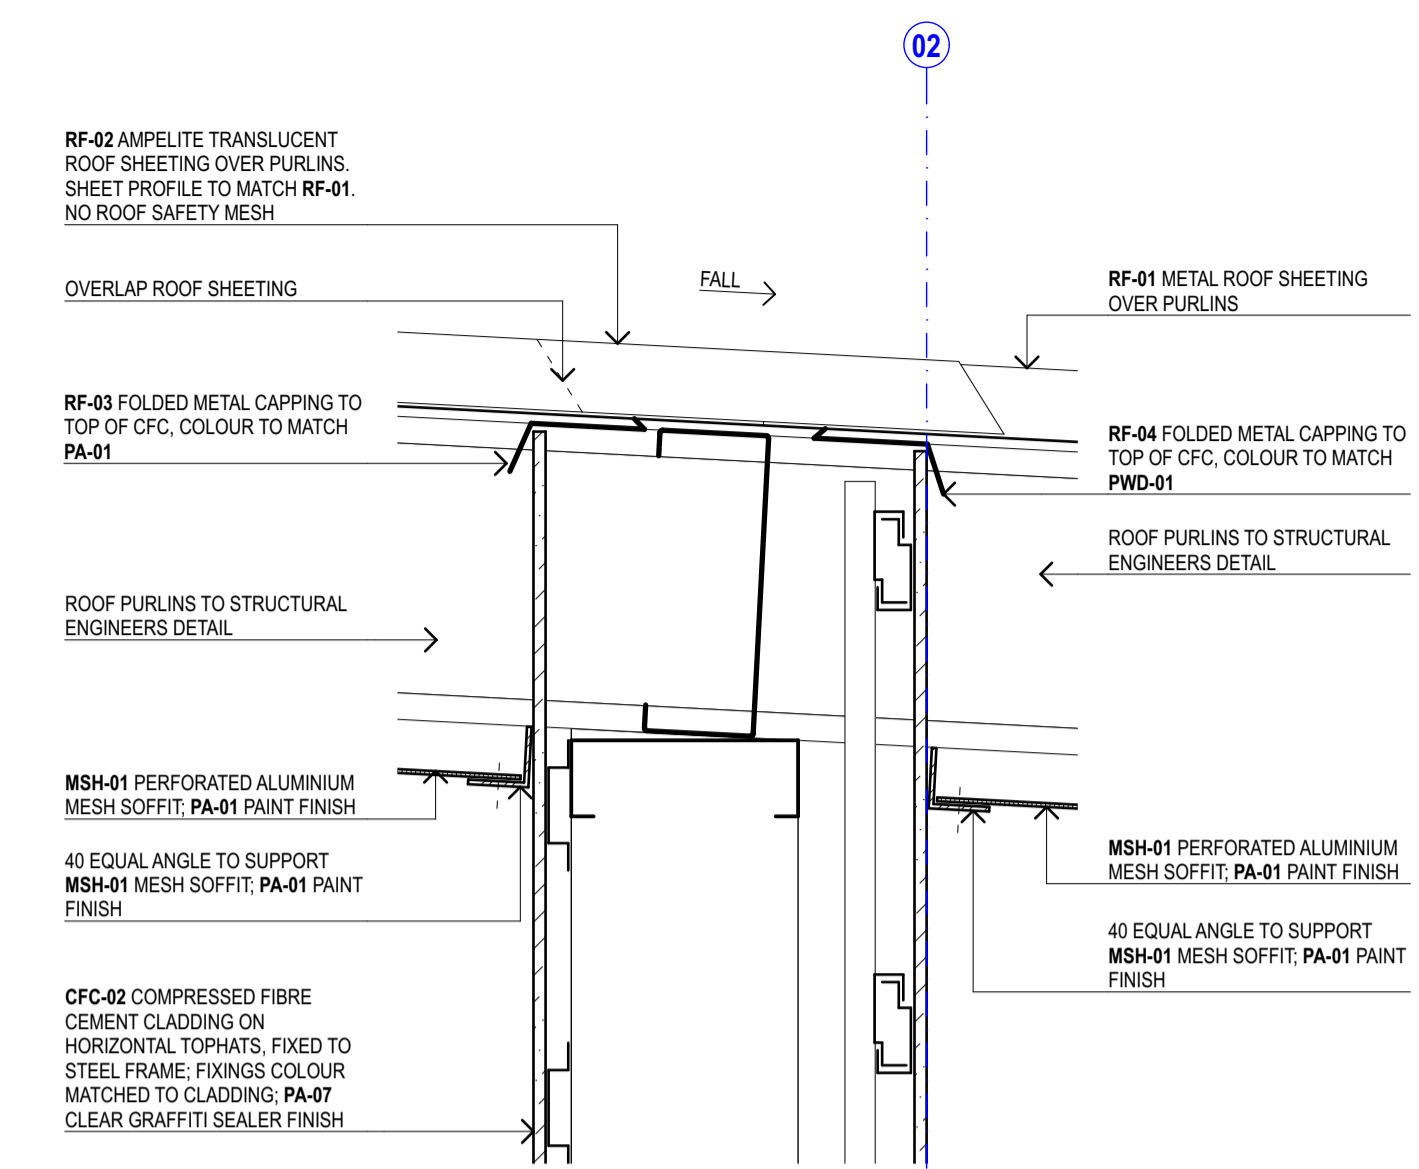 02
RF-02 AMPELITE TRANSLUCENT
ROOF SHEETING OVER PURLINS.
SHEET PROFILE TO MATCH RF-01.
NO ROOF SAFETY MESH
OVERLAP ROOF SHEETING
FALL
RF-03 FOLDED METAL CAPPING TO
TOP OF CFC, COLOUR TO MATCH
PA-01
ROOF PURLINS TO STRUCTURAL
ENGINEERS DETAIL
MSH-01 PERFORATED ALUMINIUM
MESH SOFFIT; PA-01 PAINT FINISH
40 EQUAL ANGLE TO SUPPORT
MSH-01 MESH SOFFIT; PA-01 PAINT
FINISH
CFC-02 COMPRESSED FIBRE
CEMENT CLADDING ON
HORIZONTAL TOPHATS, FIXED TO
STEEL FRAME; FIXINGS COLOUR
MATCHED TO CLADDING; PA-07
CLEAR GRAFFITI SEALER FINISH
RF-01 METAL ROOF SHEETING
OVER PURLINS
RF-04 FOLDED METAL CAPPING TO
TOP OF CFC, COLOUR TO MATCH
PWD-01
ROOF PURLINS TO STRUCTURAL
ENGINEERS DETAIL
MSH-01 PERFORATED ALUMINIUM
MESH SOFFIT; PA-01 PAINT FINISH
40 EQUAL ANGLE TO SUPPORT
MSH-01 MESH SOFFIT; PA-01 PAINT
FINISH